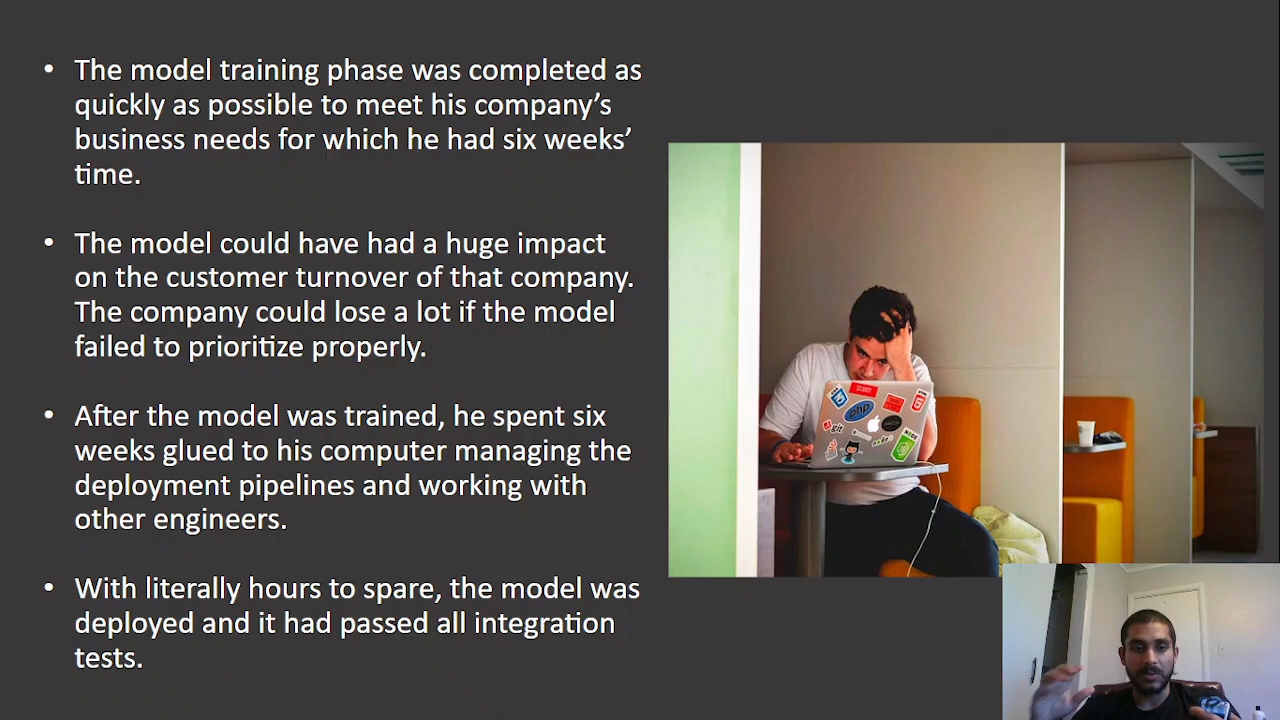 • The model training phase was completed as
quickly as possible to meet his company’s
business needs for which he had six weeks’
time.
• The model could have had a huge impact
on the customer turnover of that company.
The company could lose a lot if the model
failed to prioritize properly.
• After the model was trained, he spent six
weeks glued to his computer managing the
deployment pipelines and working with
other engineers.
• With literally hours to spare, the model was
deployed and it had passed all integration
tests.
php
git